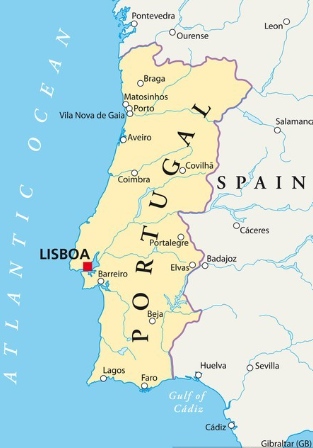 Pontevedra
Ourense
Leon
Braga
Matosinhos
Porto
Vila Nova de Gaia
Aveiro
Salamanca
Covilhã
Coimbra
PORTUGAL
SPAIN
ATLANTIC OCEAN
Cáceres
Portalegre
LISBOA
Elvas
Badajoz
Barreiro
Beja
Lagos
Faro
Huelva
Sevilla
Gulf of
Cádiz
Cádiz
Gibraltar (GB)